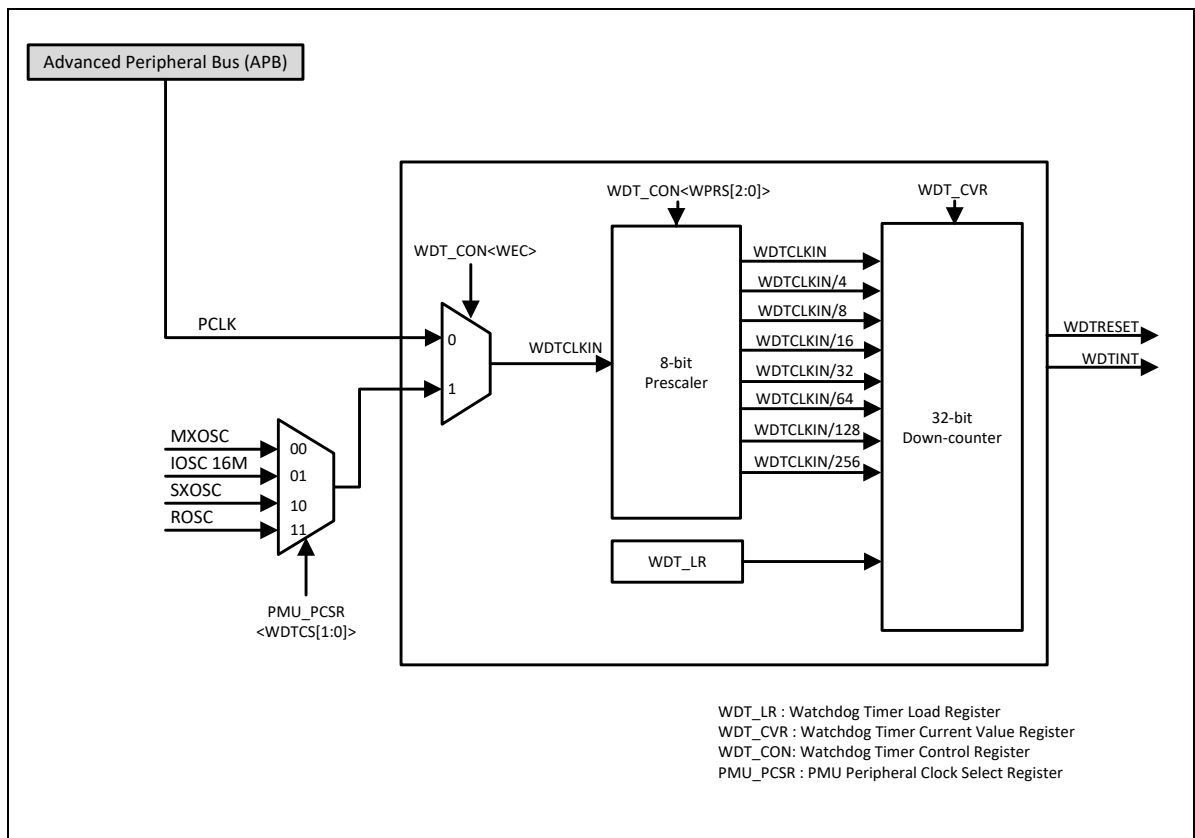 Advanced Peripheral Bus (APB)
WDT_CON<WPRS[2:0]>
WDT_CVR
WDT_CON<WEC>
WDTCLKIN
WDTCLKIN/4
WDTCLKIN/8
WDTCLKIN/16
WDTCLKIN/32
WDTCLKIN/64
WDTCLKIN/128
WDTCLKIN/256
PCLK
0
1
WDTCLKIN
8-bit
Prescaler
32-bit
Down-counter
WDTRESET
WDTINT
MXOSC
IOSC 16M
SXOSC
ROSC
00
01
10
11
WDT_LR
PMU_PCSR
<WDTCS[1:0]>
WDT_LR : Watchdog Timer Load Register
WDT_CVR : Watchdog Timer Current Value Register
WDT_CON: Watchdog Timer Control Register
PMU_PCSR : PMU Peripheral Clock Select Register